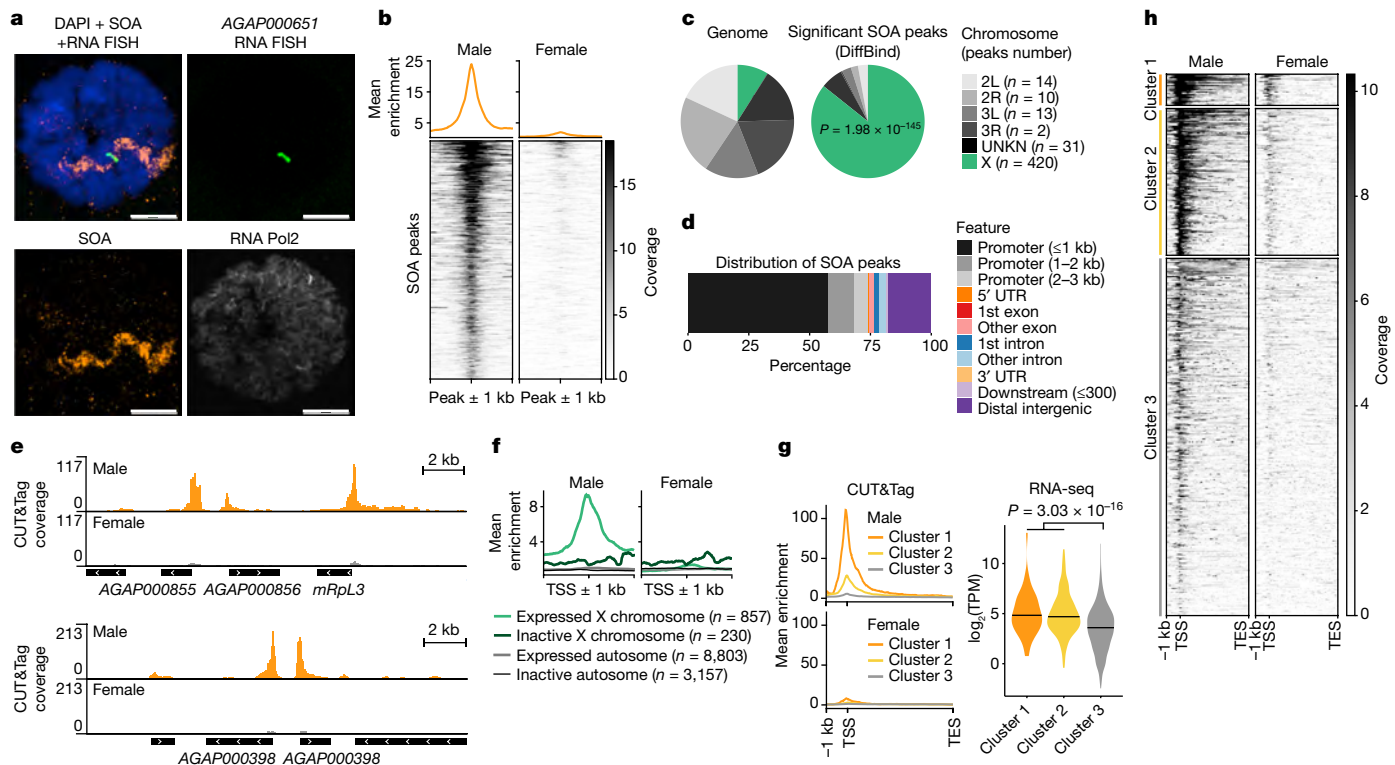 a
DAPI + SOA
+RNA FISH
AGAP000651
RNA FISH
SOA
RNA Pol2
b
Male
Female
Mean
enrichment
25
15
5
SOA peaks
Peak ± 1 kb
Peak ± 1 kb
15
10
5
0
Coverage
c
Genome
Significant SOA peaks
(DiffBind)
P = 1.98 × 10⁻¹⁴⁵
Chromosome
(peaks number)
2L (n = 14)
2R (n = 10)
3L (n = 13)
3R (n = 2)
UNKN (n = 31)
X (n = 420)
d
Distribution of SOA peaks
0
25
50
75
100
Percentage
Feature
Promoter (≤1 kb)
Promoter (1–2 kb)
Promoter (2–3 kb)
5′ UTR
1st exon
Other exon
1st intron
Other intron
3′ UTR
Downstream (≤300)
Distal intergenic
e
CUT&Tag
coverage
117
0
Male
2 kb
117
0
Female
AGAP000855
AGAP000856
mRpL3
CUT&Tag
coverage
213
0
Male
2 kb
213
0
Female
AGAP000398
AGAP000398
f
Male
Female
Mean
enrichment
8
4
TSS ± 1 kb
TSS ± 1 kb
Expressed X chromosome (n = 857)
Inactive X chromosome (n = 230)
Expressed autosome (n = 8,803)
Inactive autosome (n = 3,157)
g
CUT&Tag
Mean enrichment
100
50
0
Male
Cluster 1
Cluster 2
Cluster 3
100
50
0
Female
Cluster 1
Cluster 2
Cluster 3
–1 kb
TSS
TES
RNA-seq
P = 3.03 × 10⁻¹⁶
log₂(TPM)
10
5
0
Cluster 1
Cluster 2
Cluster 3
h
Male
Female
Cluster 1
Cluster 2
Cluster 3
–1 kb
TSS
TES
–1 kb
TSS
TES
10
8
6
4
2
0
Coverage